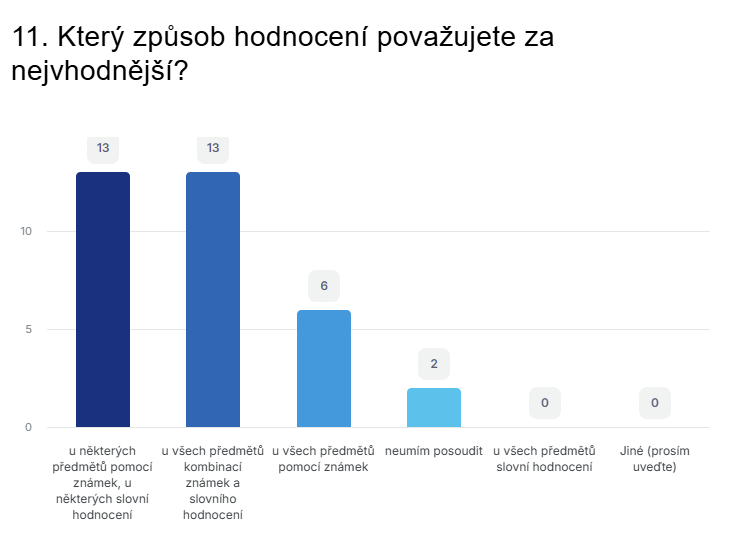 11. Který způsob hodnocení považujete za
nejvhodnější?
13
13
10
6
5
2
0
0
0
u některých
předmětů pomocí
známek, u
některých slovní
hodnocení
u všech předmětů
kombinací
známek a
slovního
hodnocení
u všech předmětů
pomocí známek
neumím posoudit
u všech předmětů
slovní hodnocení
Jiné (prosím
uveďte)